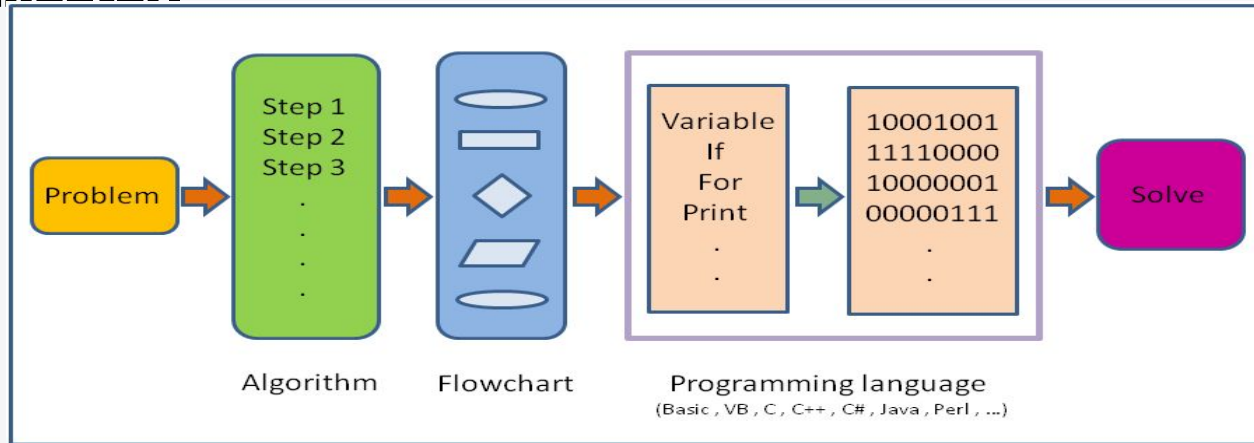 Problem
Step 1
Step 2
Step 3
.
.
.
.
Algorithm
Flowchart
Variable
If
For
Print
.
.
10001001
11110000
10000001
00000111
.
.
Programming language
(Basic , VB , C , C++ , C# , Java , Perl , ...)
Solve